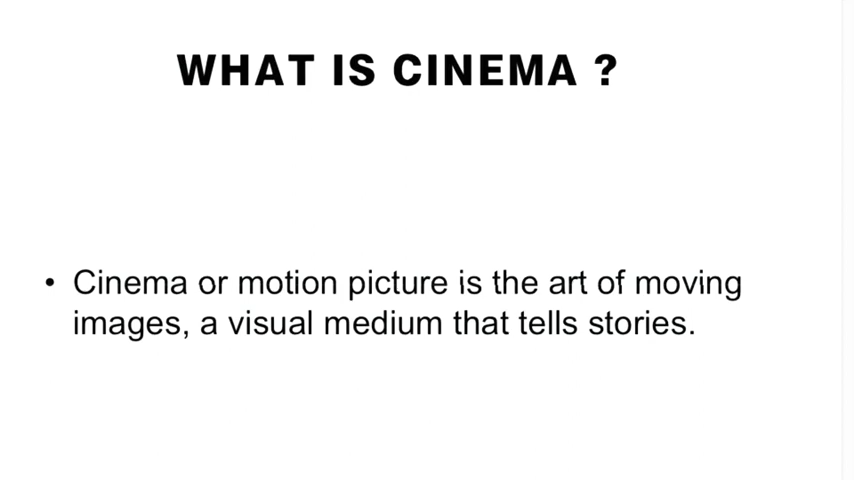 WHAT IS CINEMA ?
• Cinema or motion picture is the art of moving
images, a visual medium that tells stories.